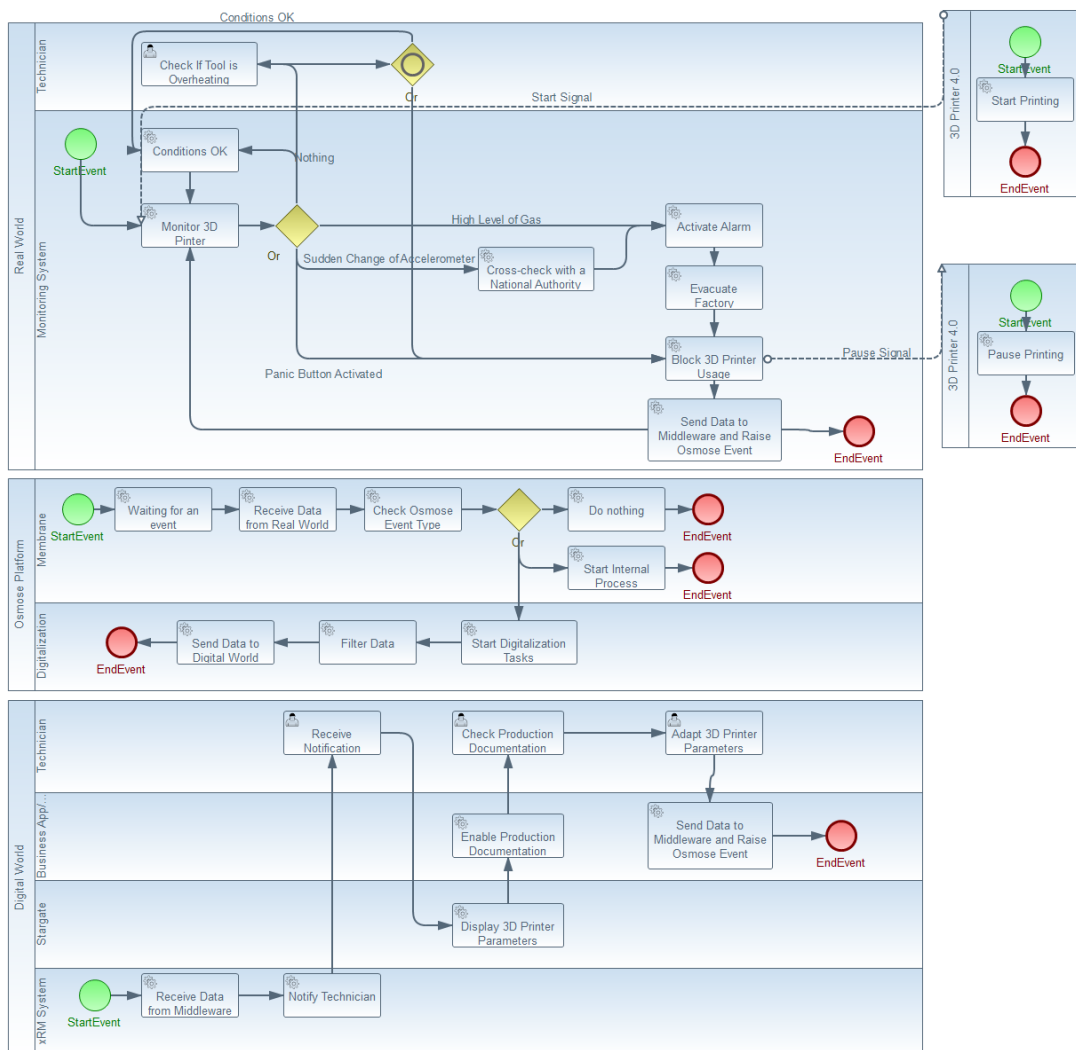 Conditions OK
Real World
Technician
Check If Tool is
Overheating
Or
Start Signal
Monitoring System
StartEvent
Conditions OK
Nothing
Monitor 3D
Pinter
Or
High Level of Gas
Sudden Change of Accelerometer
Cross-check with a
National Authority
Activate Alarm
Evacuate
Factory
Panic Button Activated
Block 3D Printer
Usage
Pause Signal
Send Data to
Middleware and Raise
Osmose Event
EndEvent
3D Printer 4.0
StartEvent
Start Printing
EndEvent
3D Printer 4.0
StartEvent
Pause Printing
EndEvent
Osmose Platform
Membrane
StartEvent
Waiting for an
event
Receive Data
from Real World
Check Osmose
Event Type
Or
Do nothing
EndEvent
Start Internal
Process
EndEvent
Digitalization
EndEvent
Send Data to
Digital World
Filter Data
Start Digitalization
Tasks
Digital World
Technician
Receive
Notification
Check Production
Documentation
Adapt 3D Printer
Parameters
Business App/...
Enable Production
Documentation
Send Data to
Middleware and Raise
Osmose Event
EndEvent
Stargate
Display 3D Printer
Parameters
xRM System
StartEvent
Receive Data
from Middleware
Notify Technician